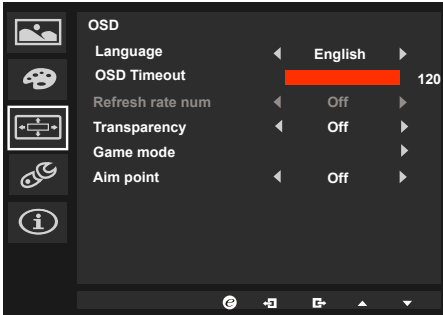 OSD
Language English
OSD Timeout 120
Refresh rate num Off
Transparency Off
Game mode
Aim point Off